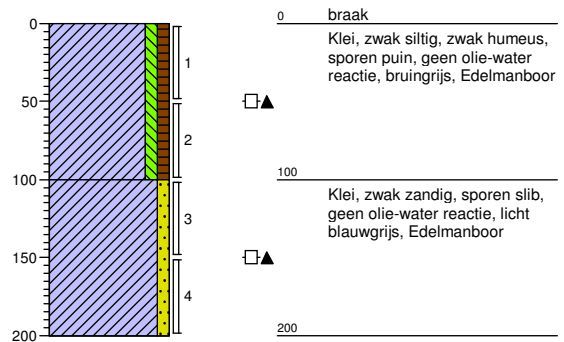 0
50
100
150
200
1
2
3
4
0 braak
Klei, zwak siltig, zwak humeus,
sporen puin, geen olie-water
reactie, bruingrijs, Edelmanboor
100
Klei, zwak zandig, sporen slib,
geen olie-water reactie, licht
blauwgrijs, Edelmanboor
200